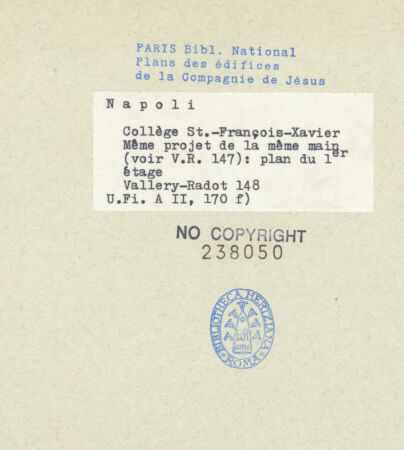 PARIS Bibl. National
Plans des édifices
de la Compagnie de Jésus
Napoli
Collège St.-François-Xavier
Même projet de la même main
(voir V.R. 147): plan du 1er
étage
Vallery-Radot 148
U.Fi. A II, 170 f)
NO COPYRIGHT
238050
BIBLIOTHECA HERTZIANA
ROMA